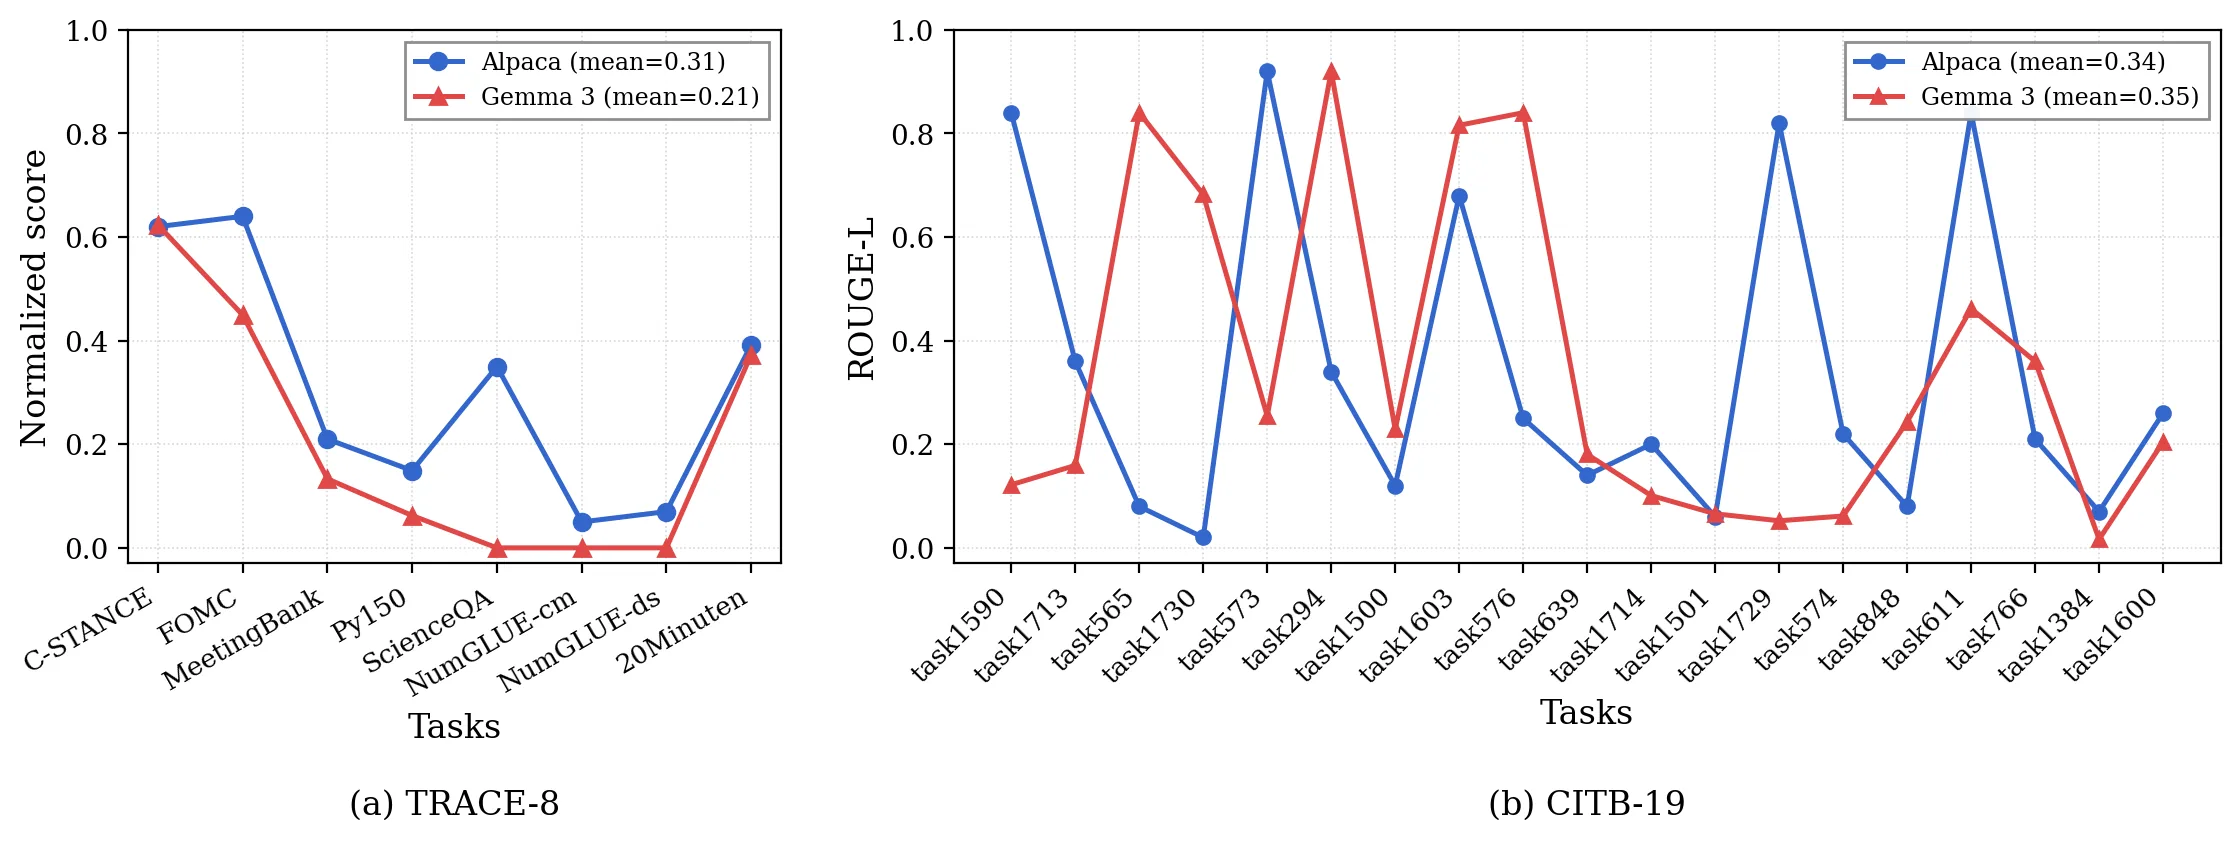 Alpaca (mean=0.31)
Gemma 3 (mean=0.21)
Normalized score
1.0
0.8
0.6
0.4
0.2
0.0
C-STANCE
FOMC
MeetingBank
Py150
ScienceQA
NumGLUE-cm
NumGLUE-ds
20Minuten
Tasks
(a) TRACE-8
Alpaca (mean=0.34)
Gemma 3 (mean=0.35)
ROUGE-L
1.0
0.8
0.6
0.4
0.2
0.0
task1590
task1713
task565
task1730
task573
task294
task1500
task1603
task576
task639
task1714
task1501
task1729
task574
task848
task611
task766
task1384
task1600
Tasks
(b) CITB-19